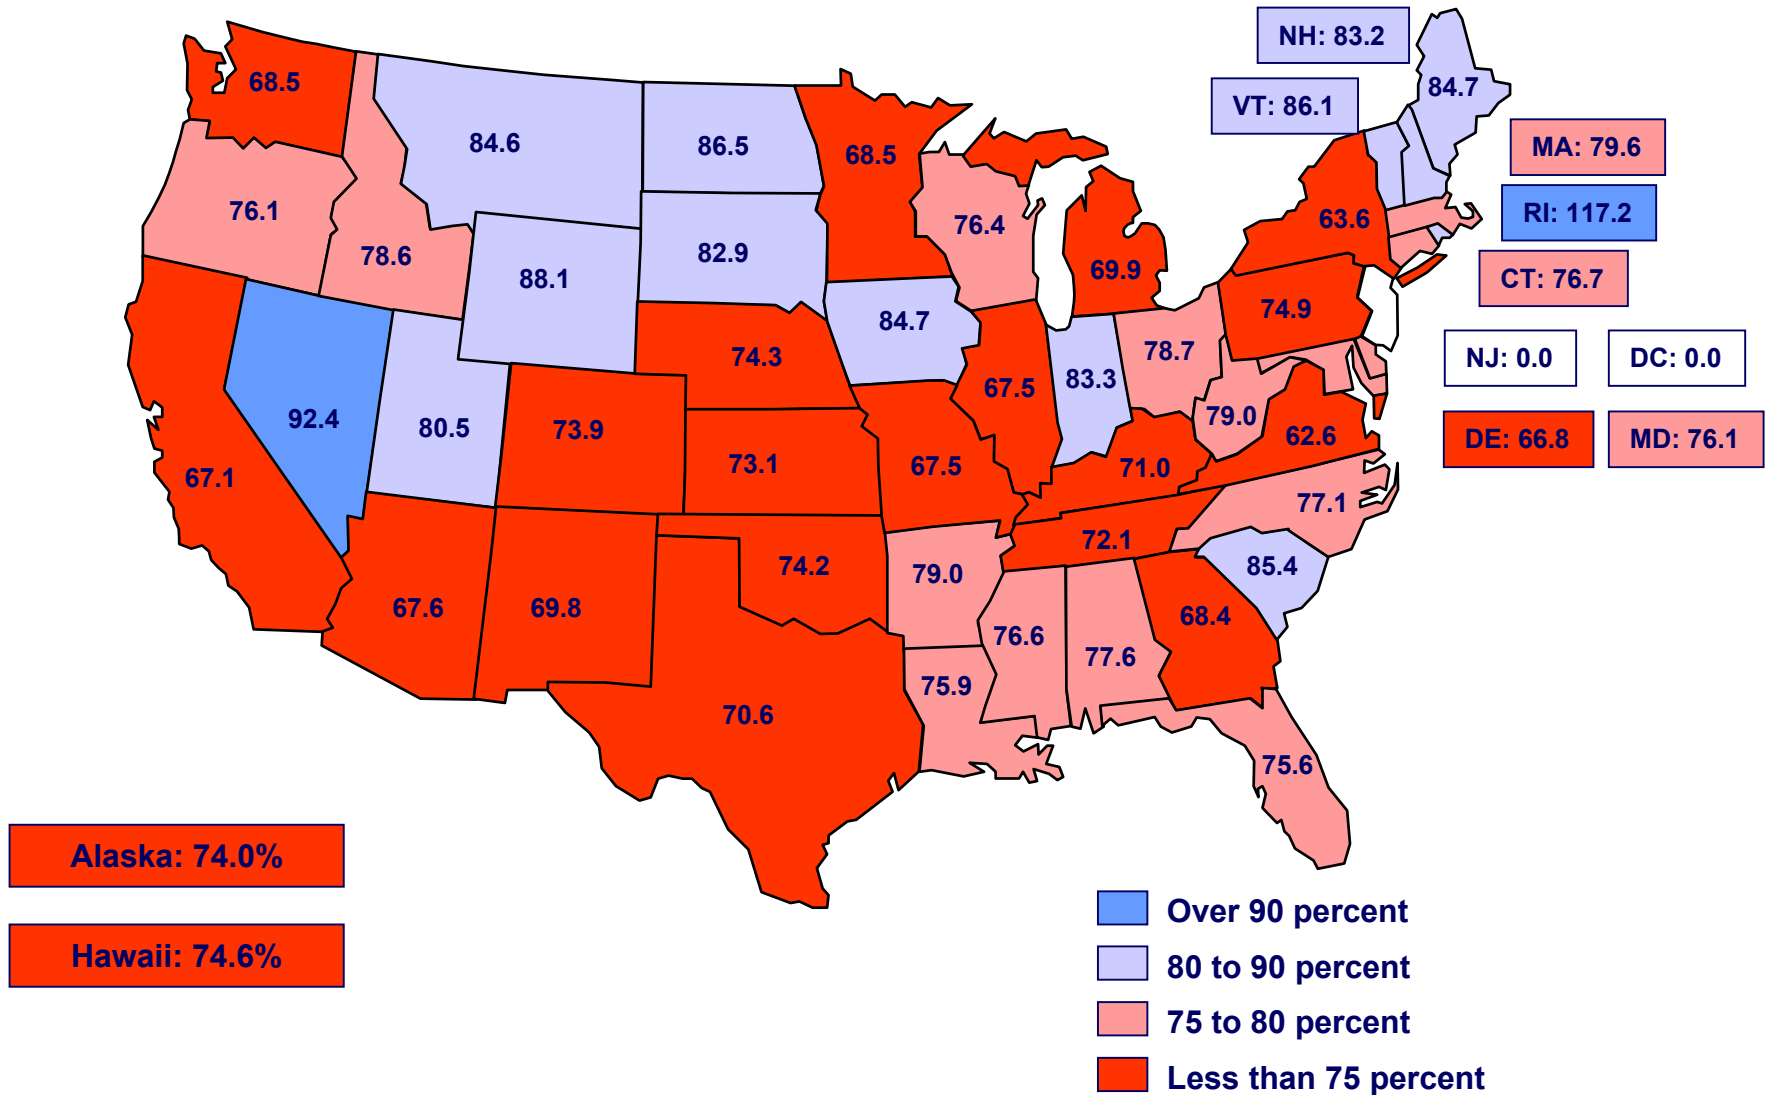 NH: 83.2
68.5
84.7
VT: 86.1
84.6
86.5
68.5
MA: 79.6
76.1
76.4
63.6
RI: 117.2
78.6
88.1
82.9
69.9
CT: 76.7
84.7
74.9
74.3
78.7
NJ: 0.0
DC: 0.0
67.5
83.3
92.4
80.5
73.9
79.0
62.6
DE: 66.8
MD: 76.1
67.1
73.1
67.5
71.0
77.1
72.1
74.2
79.0
85.4
67.6
69.8
76.6
68.4
77.6
75.9
70.6
75.6
Alaska: 74.0%
Hawaii: 74.6%
Over 90 percent
80 to 90 percent
75 to 80 percent
Less than 75 percent